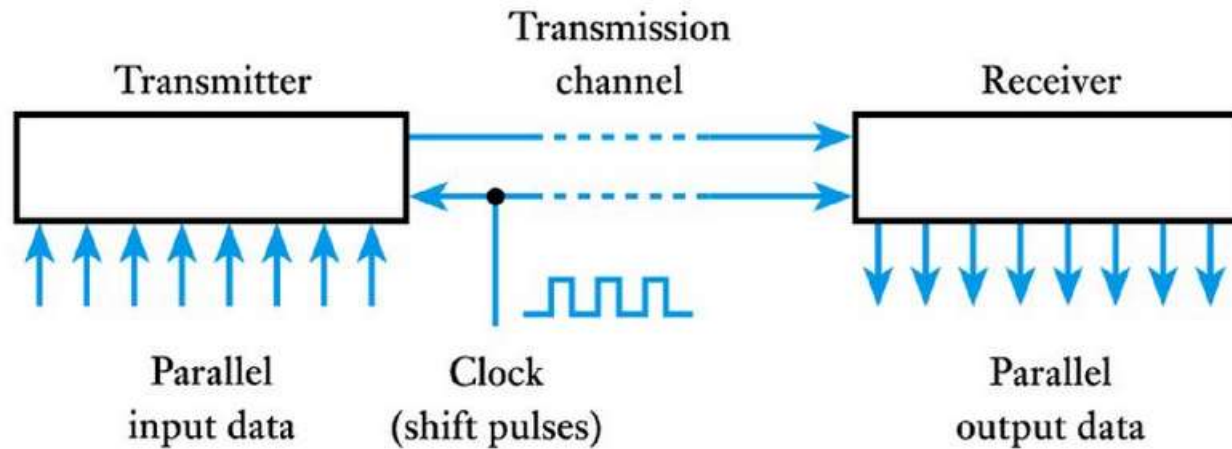 Transmission
channel
Transmitter
Receiver
Parallel
input data
Clock
(shift pulses)
Parallel
output data